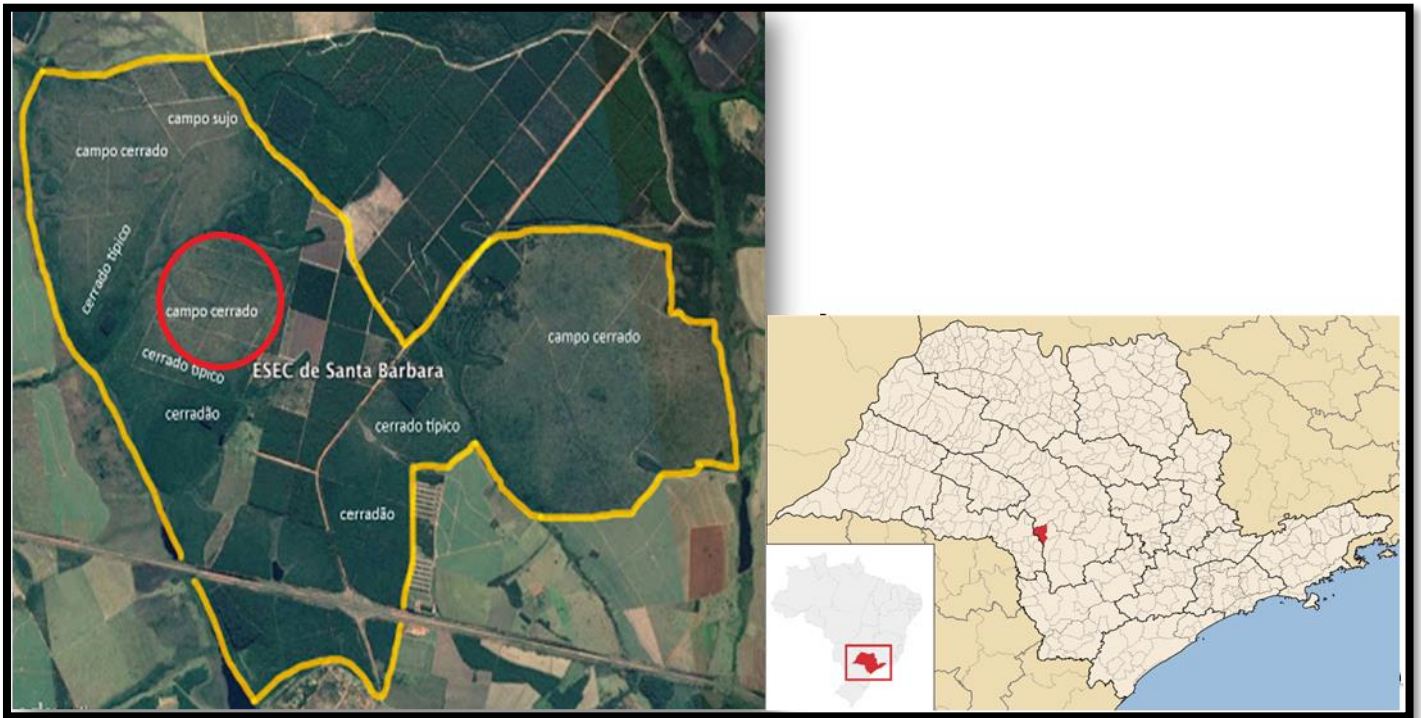 campo sujo
campo cerrado
cerrado típico
campo cerrado
campo cerrado
cerrado típico
ESEC de Santa Bárbara
cerradão
cerrado típico
cerradão